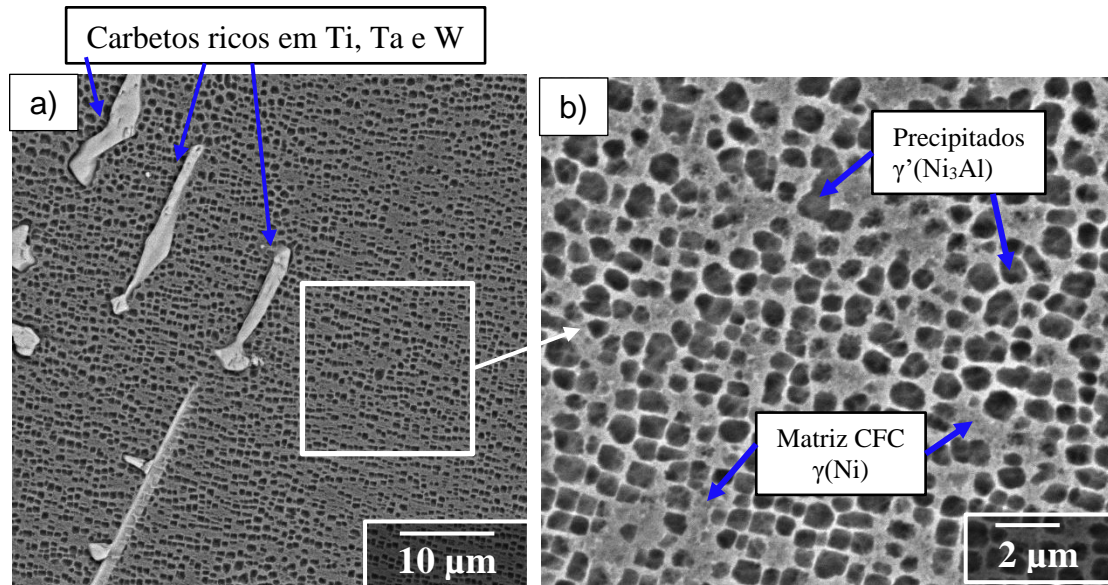 Carbetos ricos em Ti, Ta e W
a)
b)
Precipitados
γ’(Ni₃Al)
Matriz CFC
γ(Ni)
10 µm
2 µm